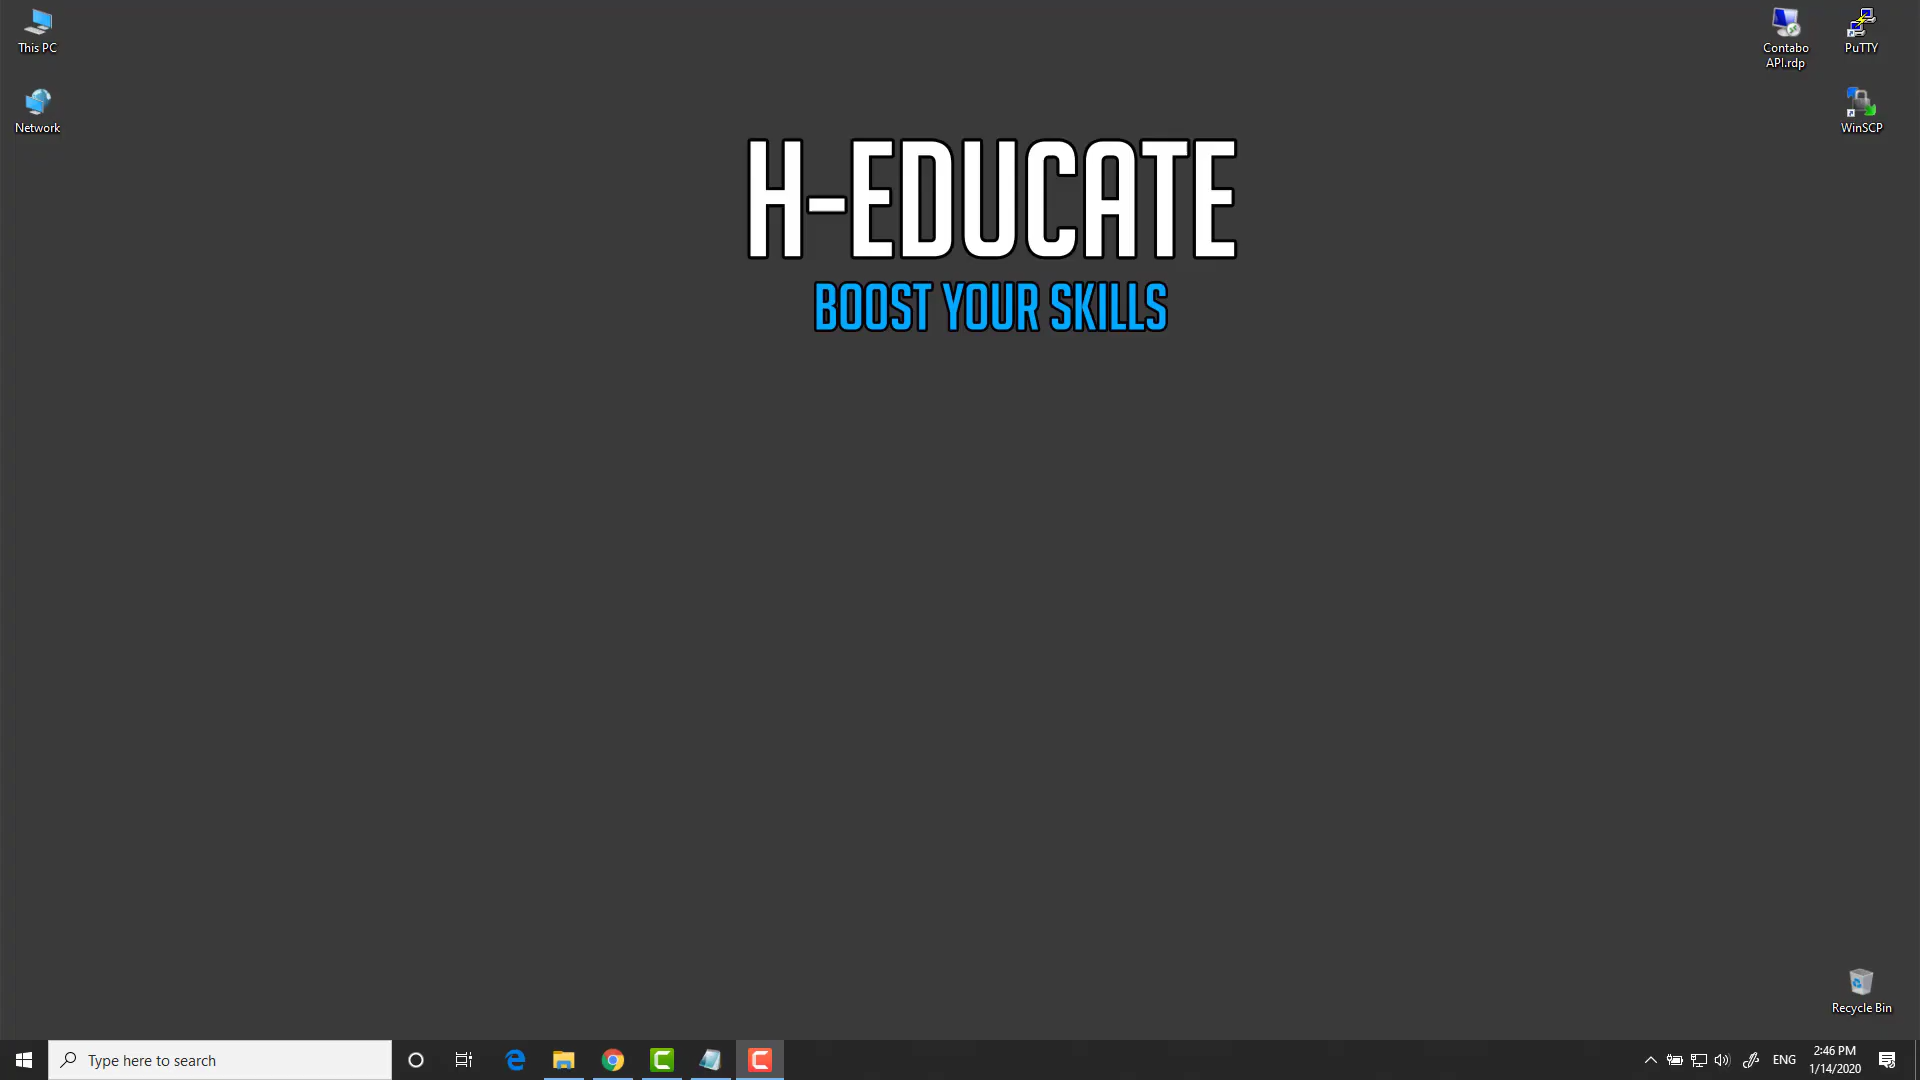 This PC
Network
Contabo
API.rdp
PuTTY
WinSCP
H-EDUCATE
BOOST YOUR SKILLS
Recycle Bin
Type here to search
ENG
2:46 PM
1/14/2020